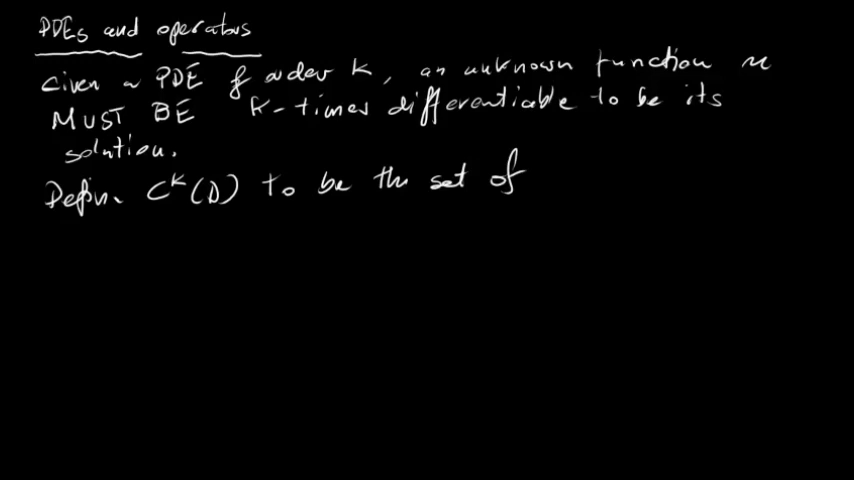 PDEs and operators
Given a PDE of order k, an unknown function u
MUST BE k-times differentiable to be its
solution.
Define C^k(D) to be the set of